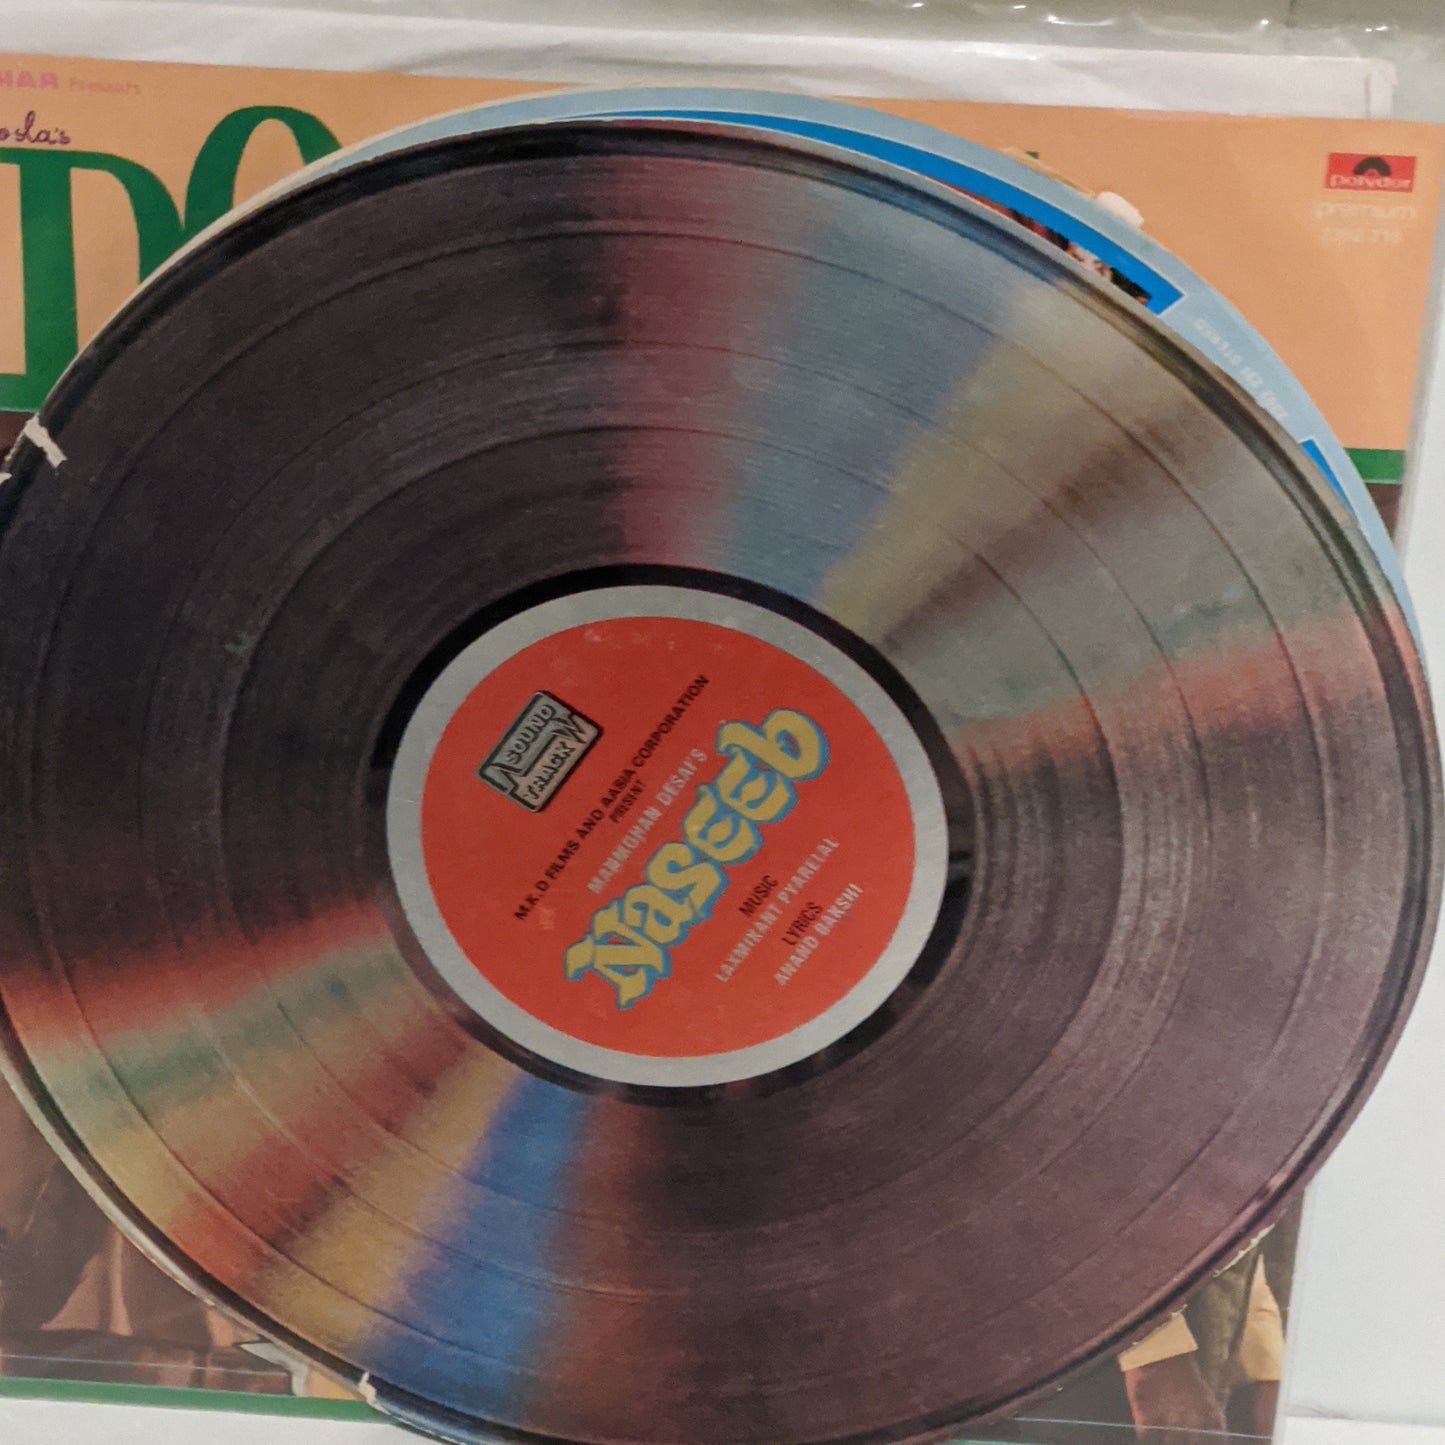 HAR Presents
osla's
DO
polydor
premium
SOUND
TRACK
M.K.D FILMS AND AASIA CORPORATION
PRESENT
MANMOHAN DESAI'S
Naseeb
MUSIC
LAXMIKANT PYARELAL
LYRICS
ANAND BAKSHI